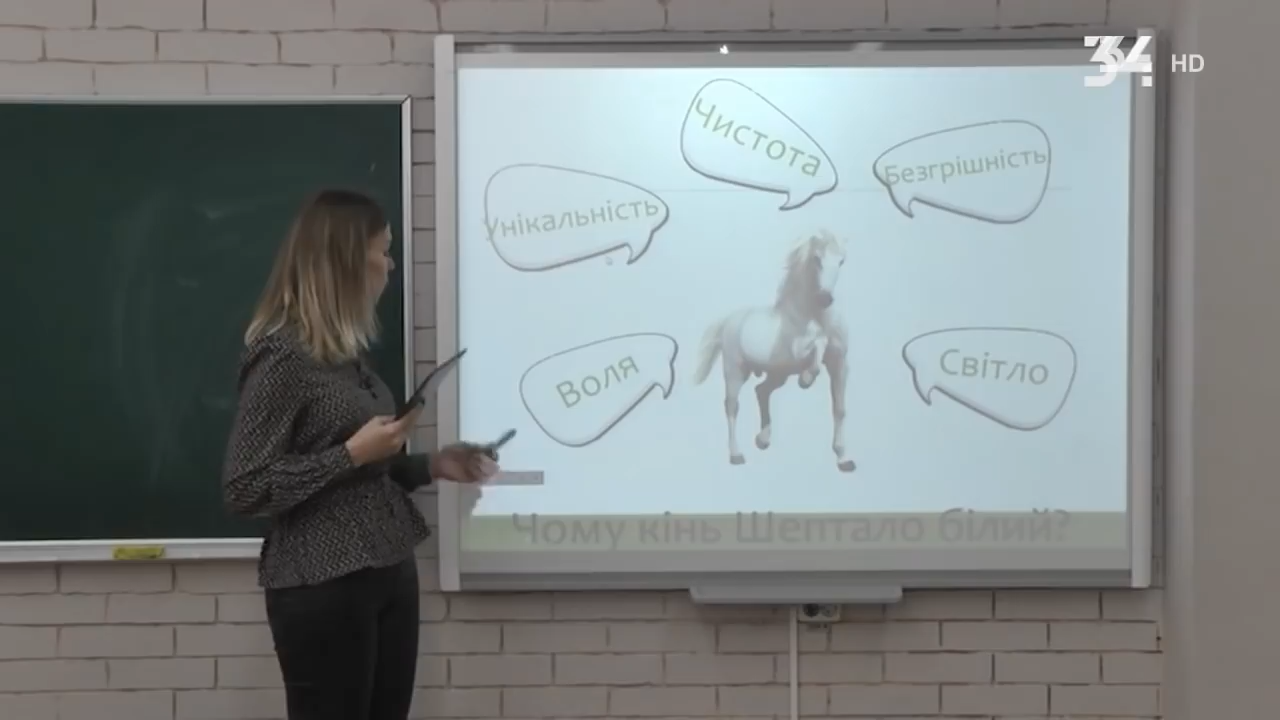 34 HD
Чистота
Безгрішність
Унікальність
Воля
Світло
Чому кінь Шептало білий?